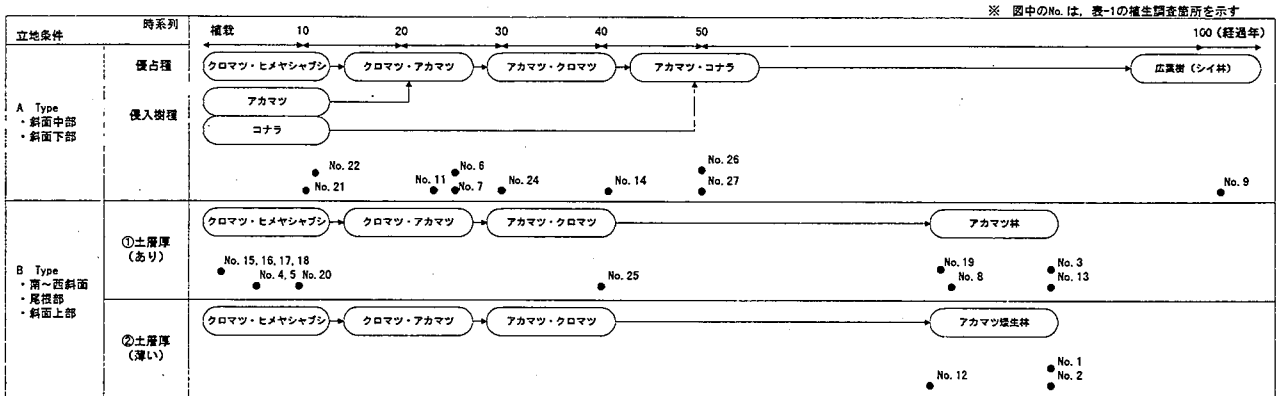 ※ 図中のNo.は，表-1の植生調査箇所を示す
立地条件 時系列 植栽 10 20 30 40 50 100 (経過年)
A Type
・斜面中部
・斜面下部
優占種
クロマツ・ヒメヤシャブシ クロマツ・アカマツ アカマツ・クロマツ アカマツ・コナラ 広葉樹（シイ林）
侵入樹種
アカマツ
コナラ
No. 22 No. 6 No. 26
No. 21 No. 11 No. 7 No. 24 No. 14 No. 27 No. 9
B Type
・南～西斜面
・尾根部
・斜面上部
①土層厚
（あり）
クロマツ・ヒメヤシャブシ クロマツ・アカマツ アカマツ・クロマツ アカマツ林
No. 15, 16, 17, 18 No. 19 No. 3
No. 4, 5 No. 20 No. 25 No. 8 No. 13
②土層厚
（薄い）
クロマツ・ヒメヤシャブシ クロマツ・アカマツ アカマツ・クロマツ アカマツ矮生林
No. 1
No. 12 No. 2